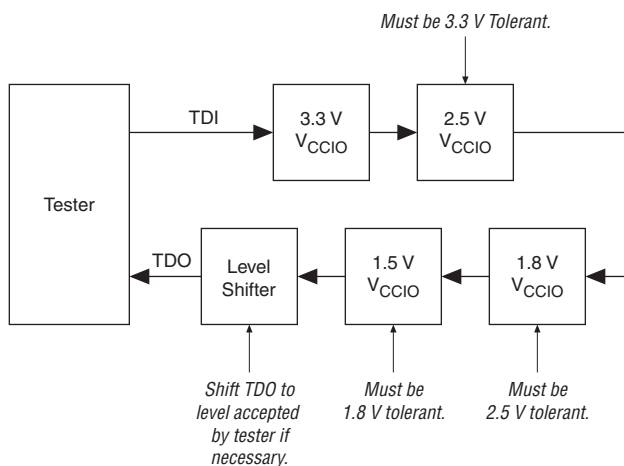 Must be 3.3 V Tolerant.
TDI
3.3 V
VCCIO
2.5 V
VCCIO
Tester
TDO
Level
Shifter
1.5 V
VCCIO
1.8 V
VCCIO
Shift TDO to
level accepted
by tester if
necessary.
Must be
1.8 V tolerant.
Must be
2.5 V tolerant.